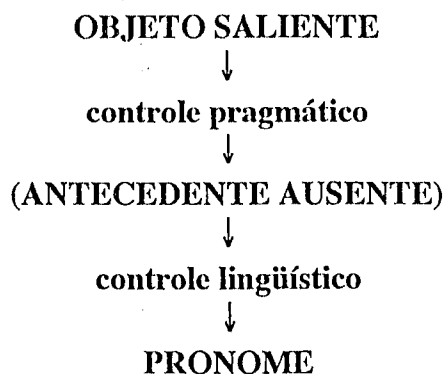 OBJETO SALIENTE
↓
controle pragmático
↓
(ANTECEDENTE AUSENTE)
↓
controle lingüístico
↓
PRONOME